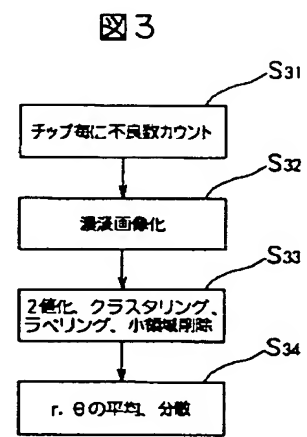 図3
S31
チップ毎に不良数カウント
S32
濃淡画像化
S33
2値化、クラスタリング、
ラベリング、小領域削除
S34
r. θの平均、分散